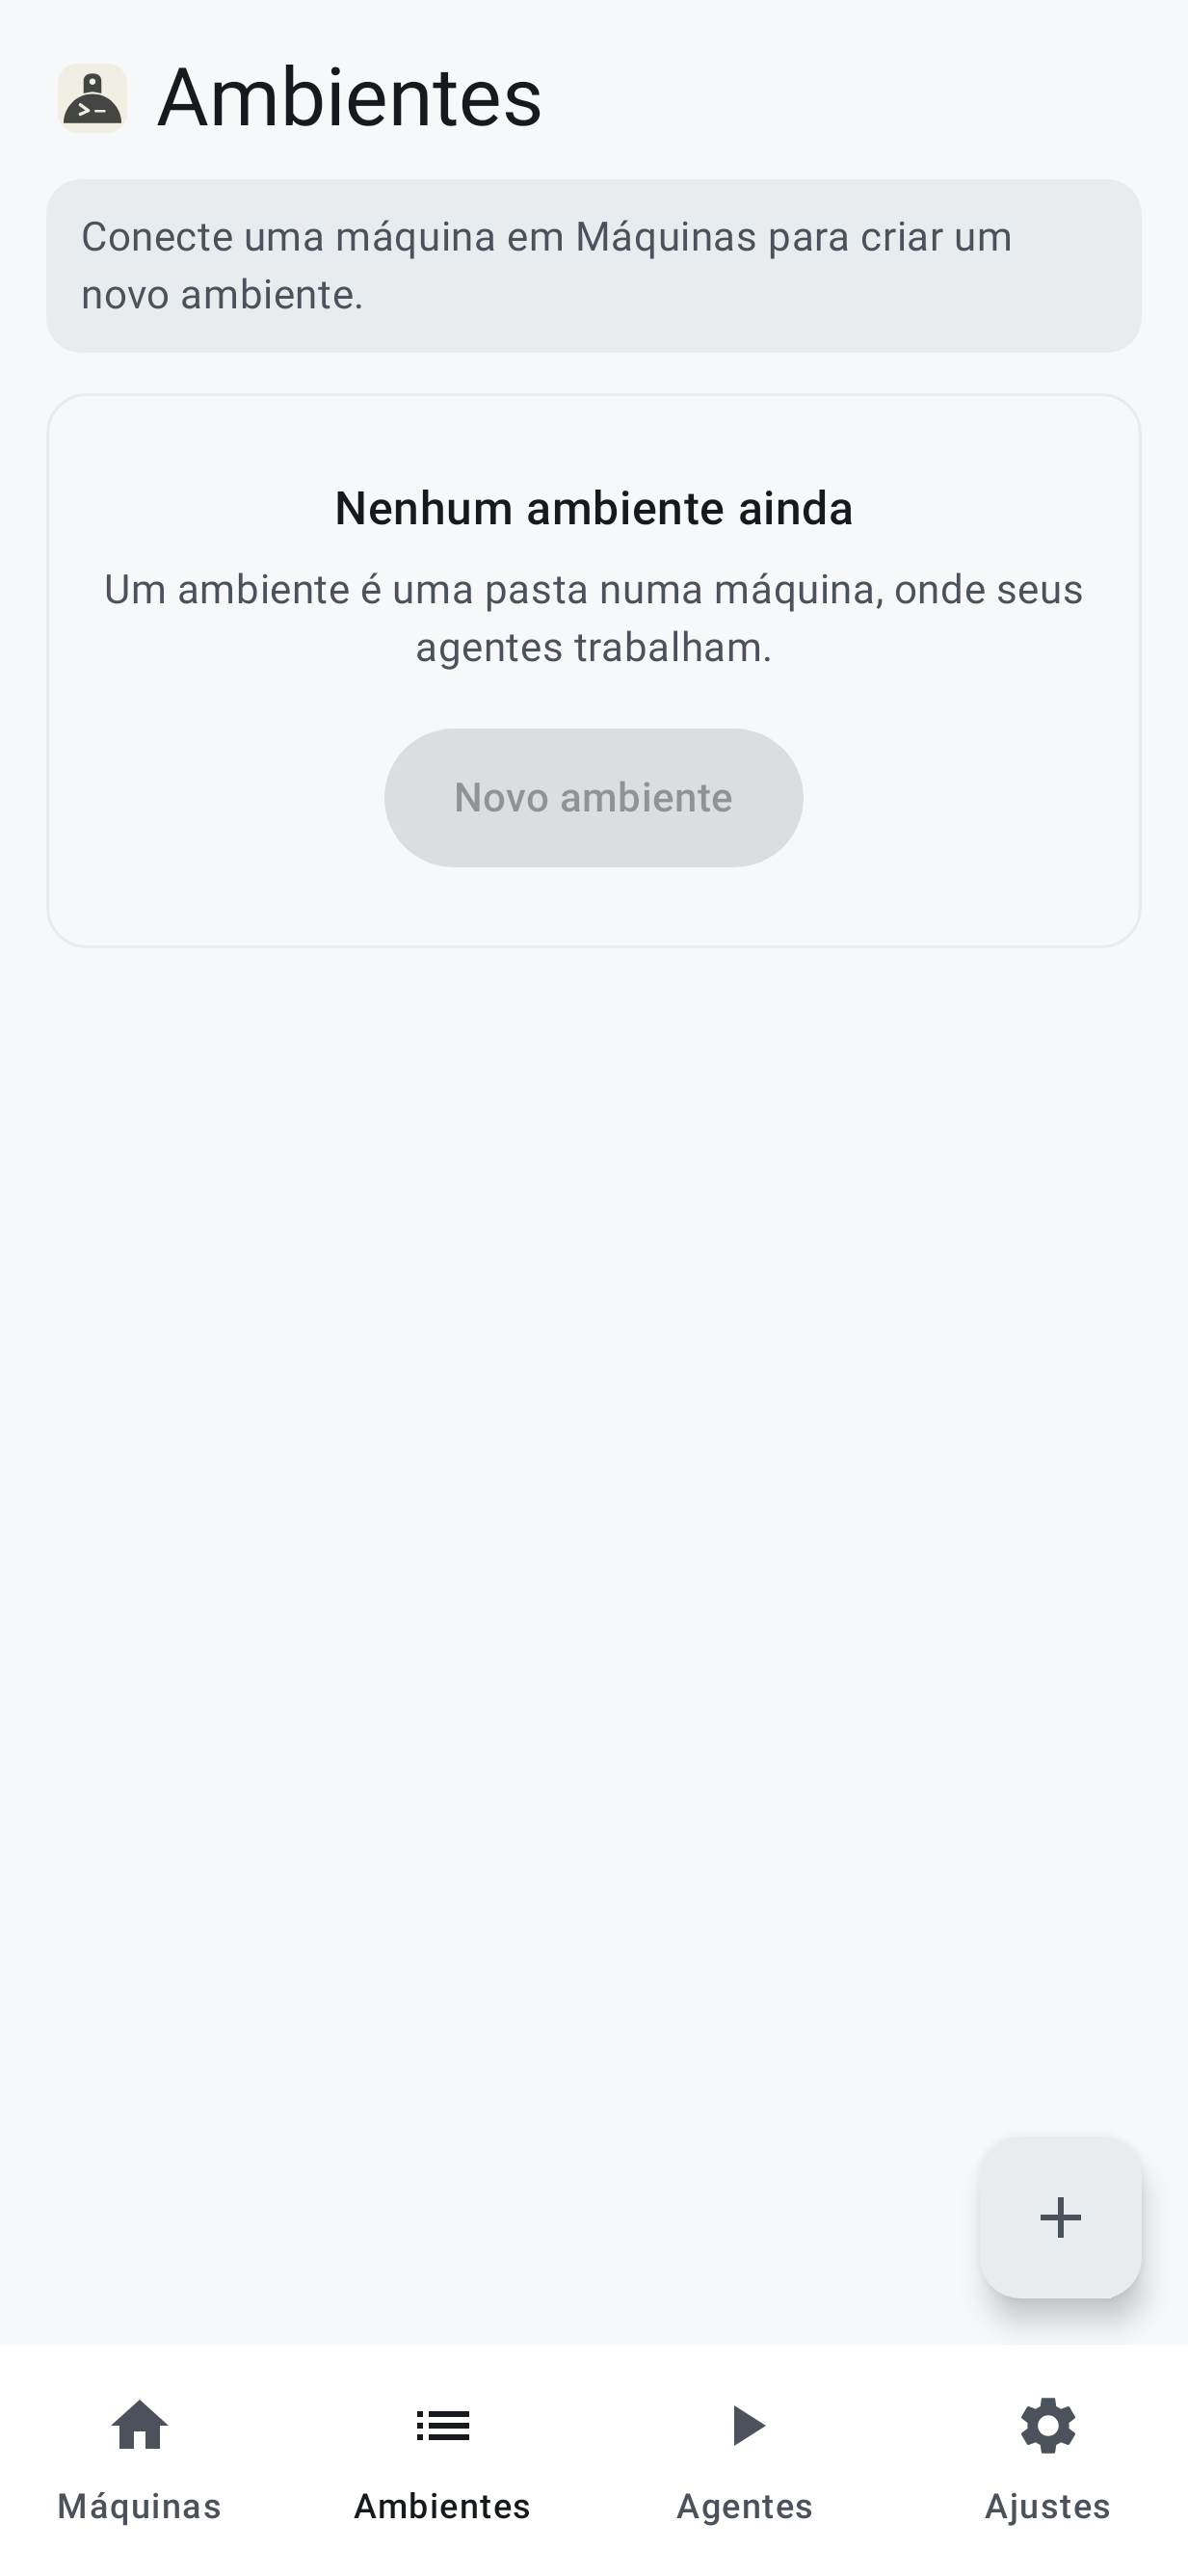 Ambientes
Conecte uma máquina em Máquinas para criar um
novo ambiente.
Nenhum ambiente ainda
Um ambiente é uma pasta numa máquina, onde seus
agentes trabalham.
Novo ambiente
Máquinas
Ambientes
Agentes
Ajustes